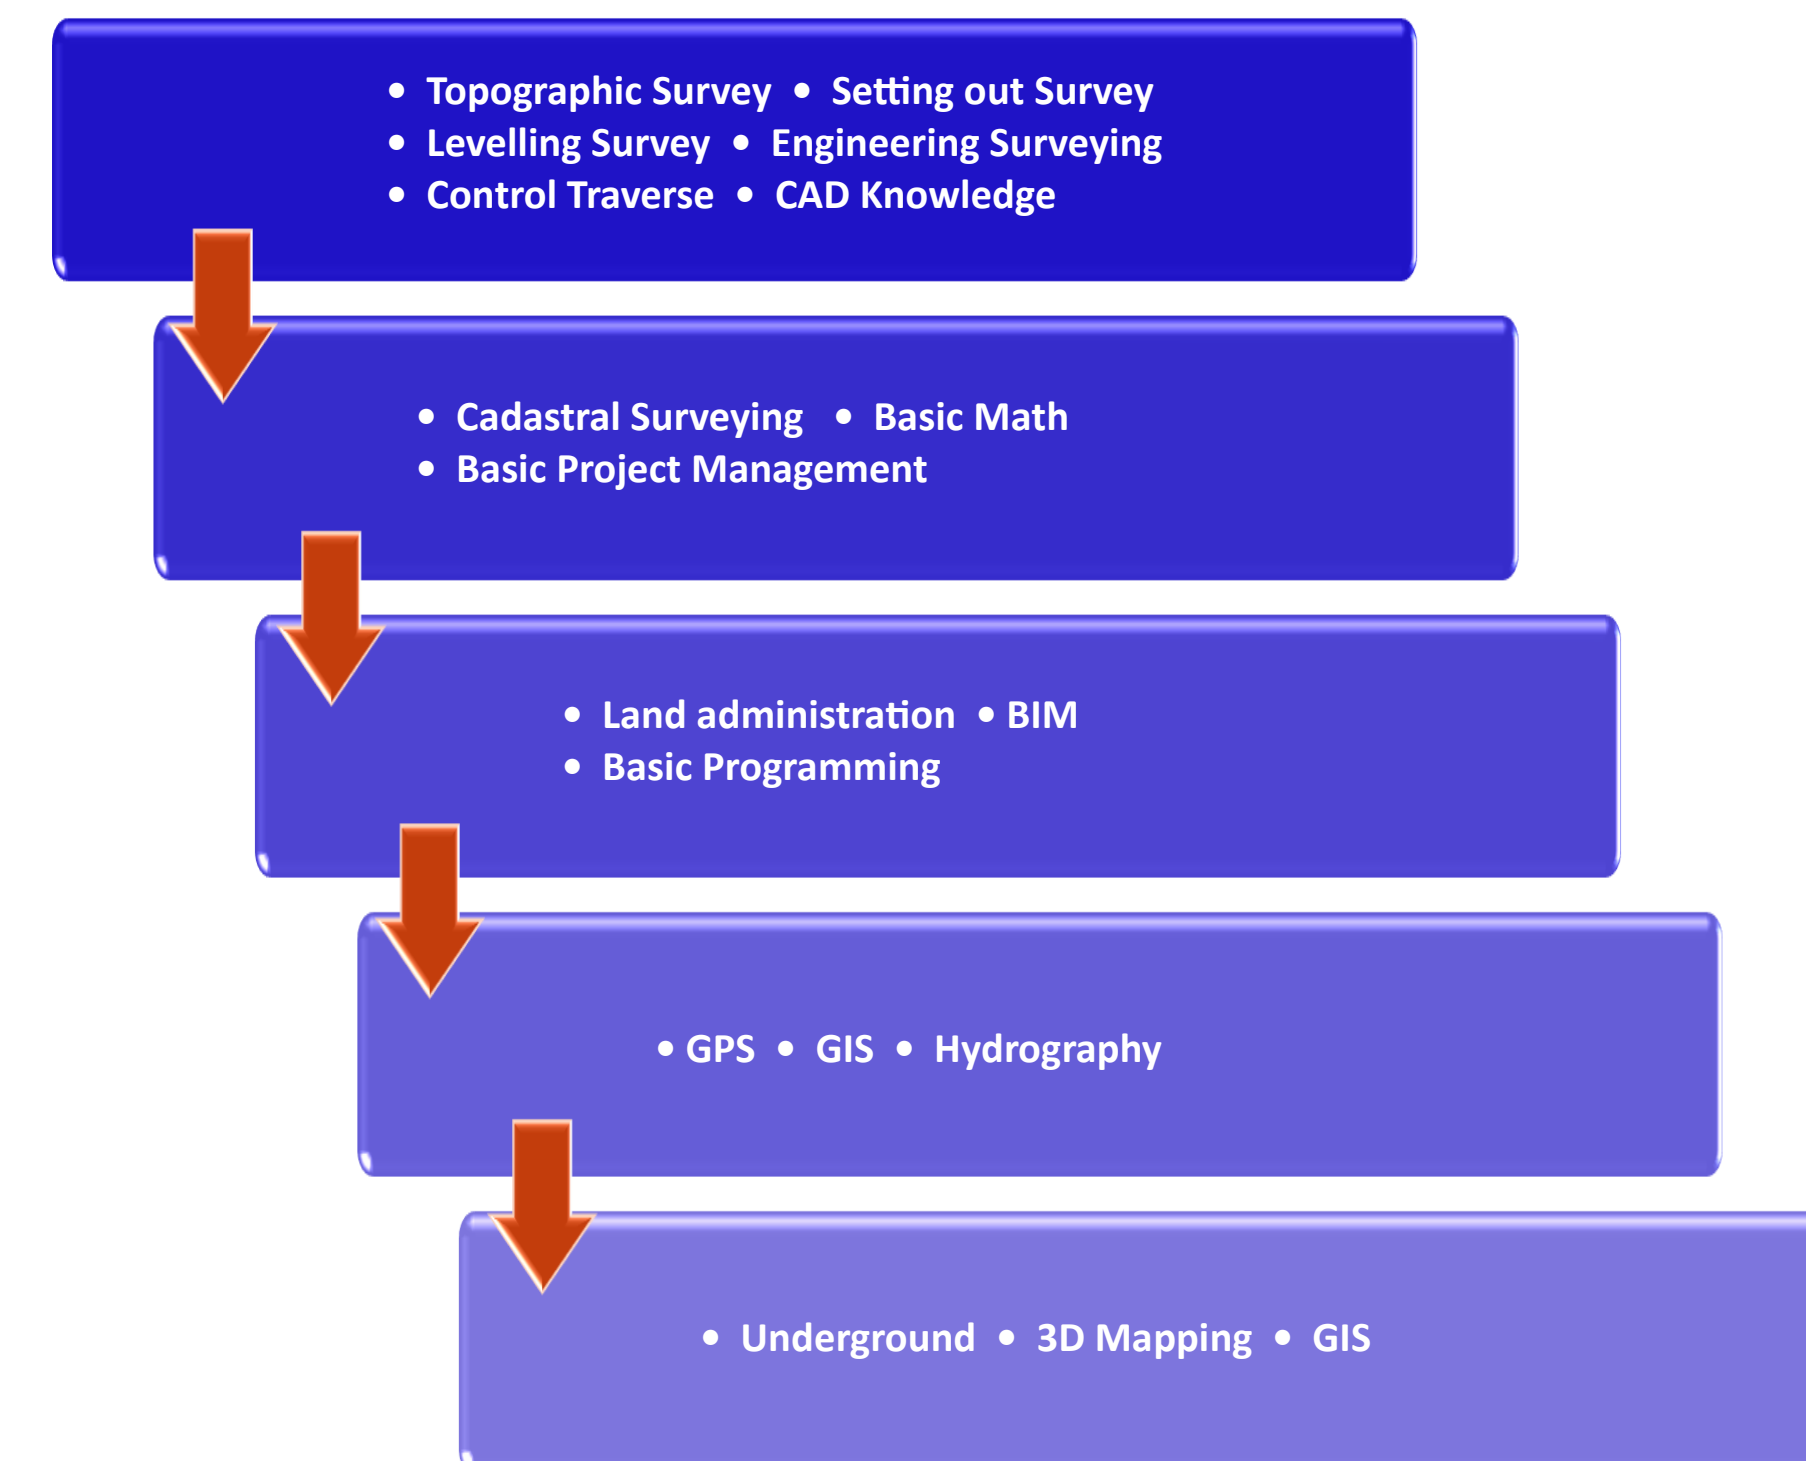 • Topographic Survey • Setting out Survey
• Levelling Survey • Engineering Surveying
• Control Traverse • CAD Knowledge
• Cadastral Surveying • Basic Math
• Basic Project Management
• Land administration • BIM
• Basic Programming
• GPS • GIS • Hydrography
• Underground • 3D Mapping • GIS